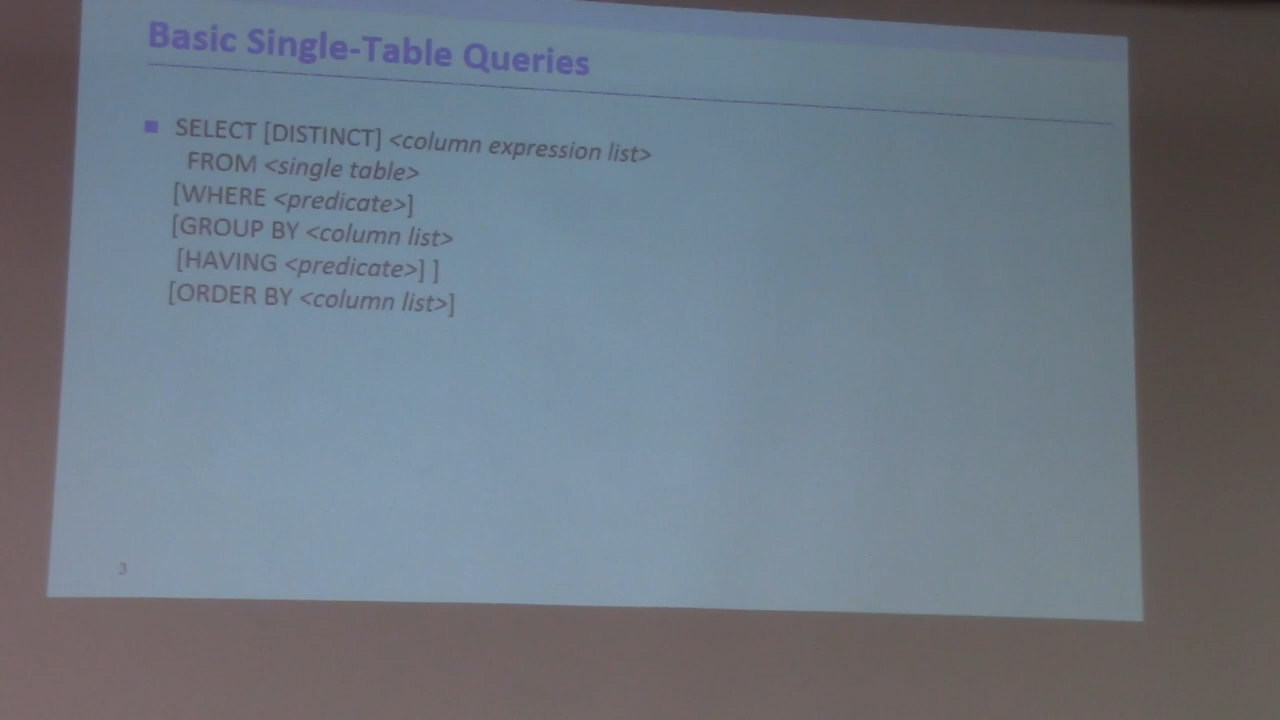 Basic Single-Table Queries
■ SELECT [DISTINCT] <column expression list>
FROM <single table>
[WHERE <predicate>]
[GROUP BY <column list>
[HAVING <predicate>] ]
[ORDER BY <column list>]
3